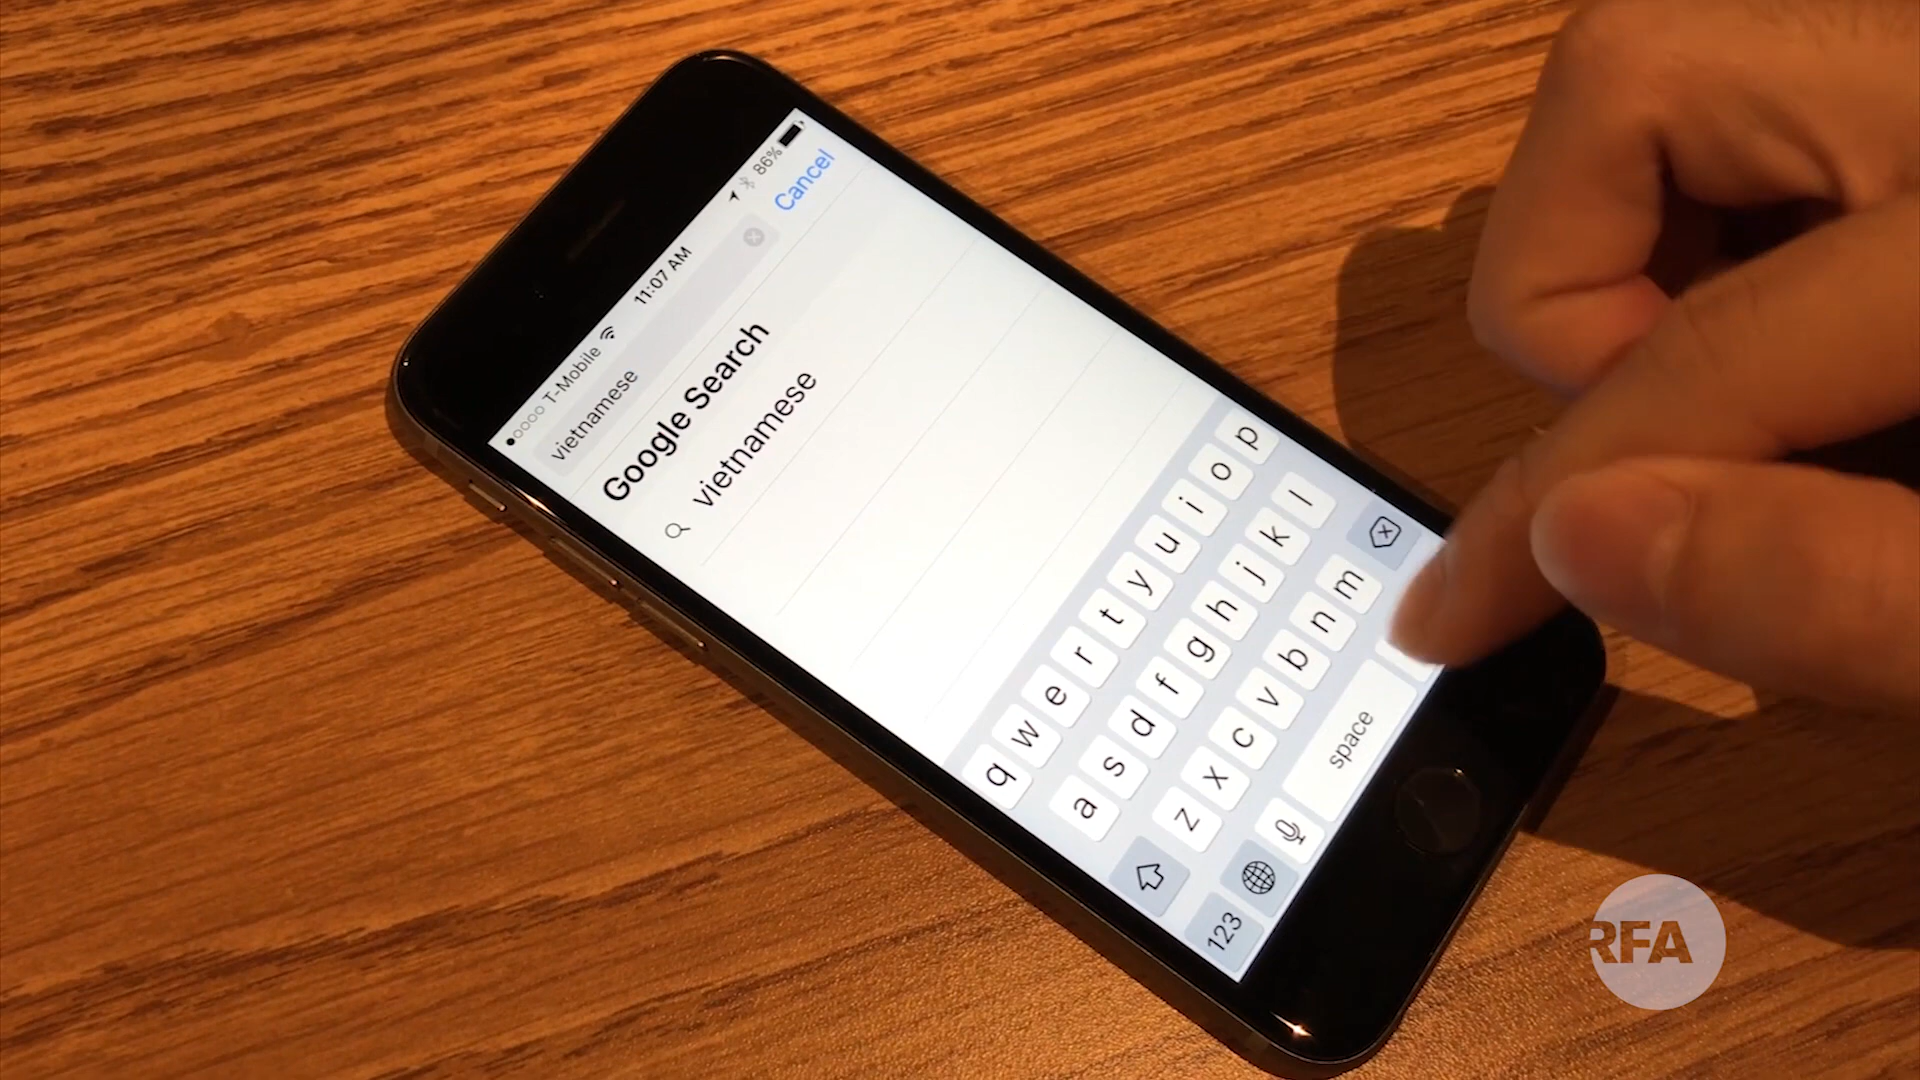 T-Mobile 11:07 AM 86%
vietnamese Cancel
Google Search
vietnamese
q w e r t y u i o p
a s d f g h j k l
z x c v b n m
123 space
RFA